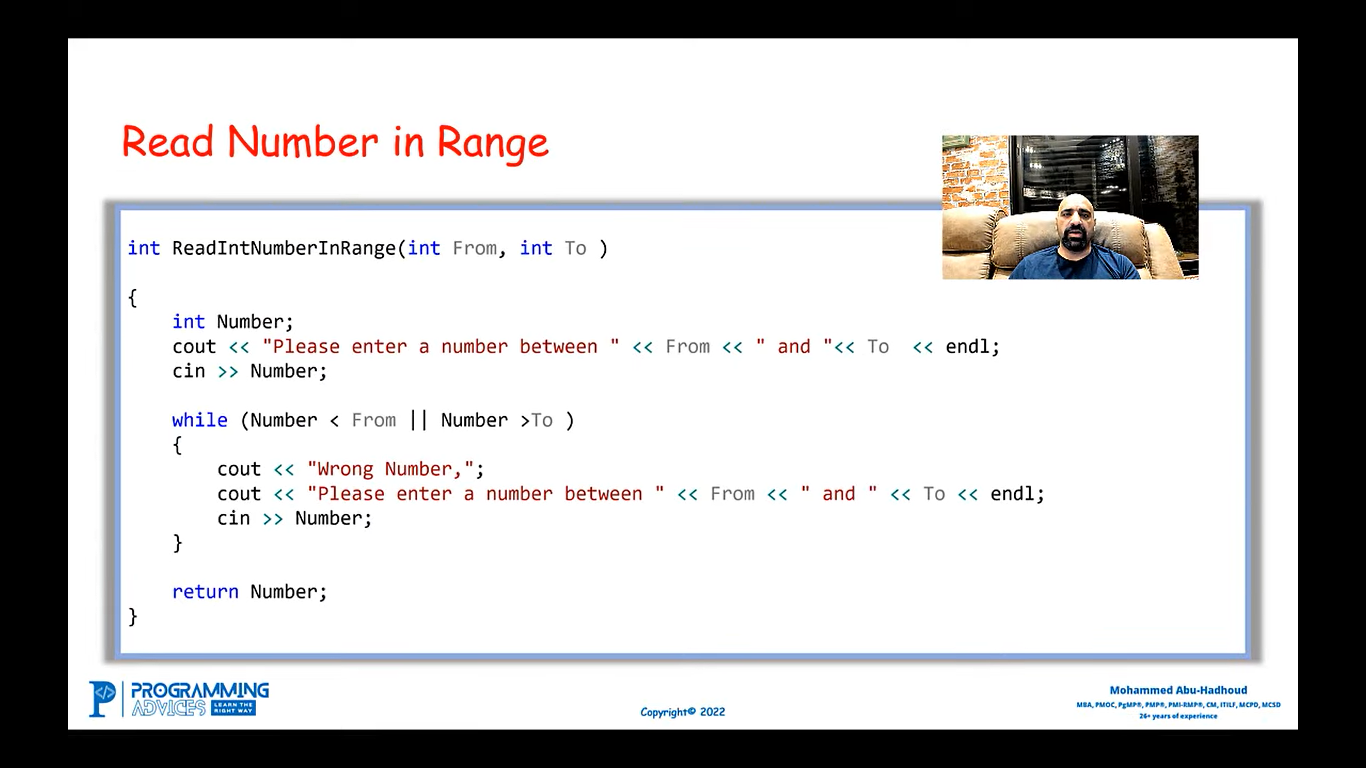 Read Number in Range
int ReadIntNumberInRange(int From, int To )
{
int Number;
cout << "Please enter a number between " << From << " and "<< To  << endl;
cin >> Number;
while (Number < From || Number >To )
{
cout << "Wrong Number,";
cout << "Please enter a number between " << From << " and " << To << endl;
cin >> Number;
}
return Number;
}
P </> PROGRAMMING
ADVICES LEARN THE
RIGHT WAY
Copyright© 2022
Mohammed Abu-Hadhoud
MBA, PMOC, PgMP®, PMP®, PMI-RMP®, CM, ITILF, MCPD, MCSD
26+ years of experience